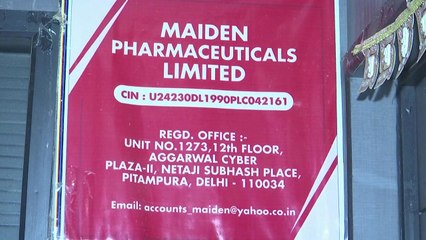 MAIDEN
PHARMACEUTICALS
LIMITED
CIN : U24230DL1990PLC042161
REGD. OFFICE :-
UNIT NO.1273,12th FLOOR,
AGGARWAL CYBER
PLAZA-II, NETAJI SUBHASH PLACE,
PITAMPURA, DELHI - 110034
Email: accounts_maiden@yahoo.co.in